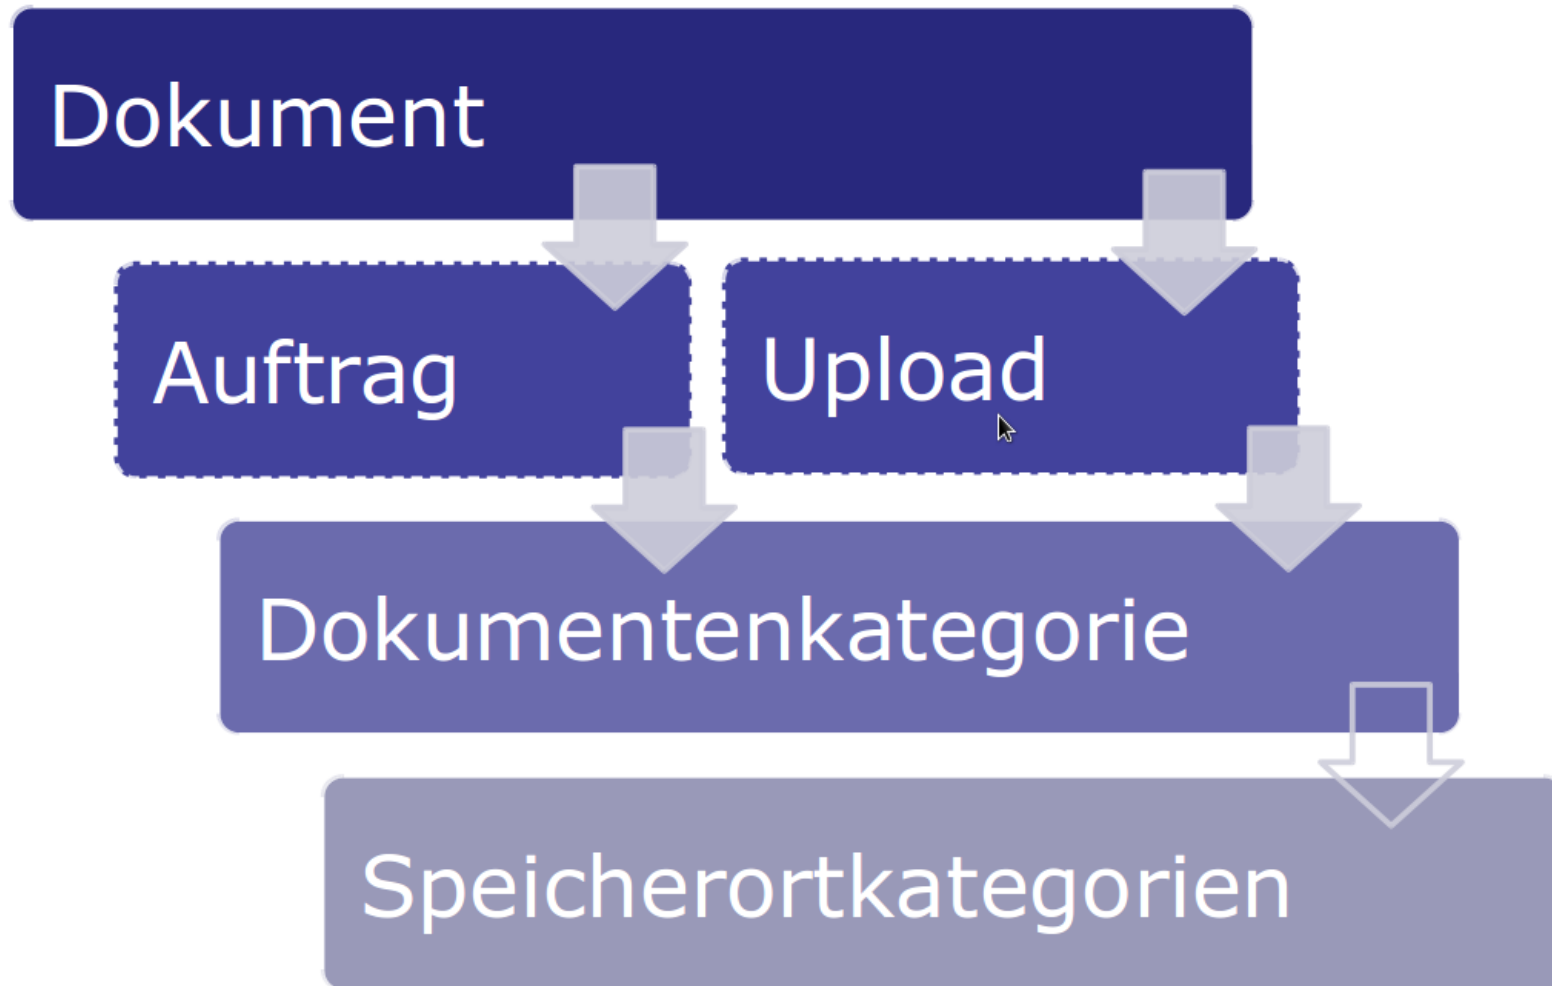 Dokument
Auftrag
Upload
Dokumentenkategorie
Speicherortkategorien